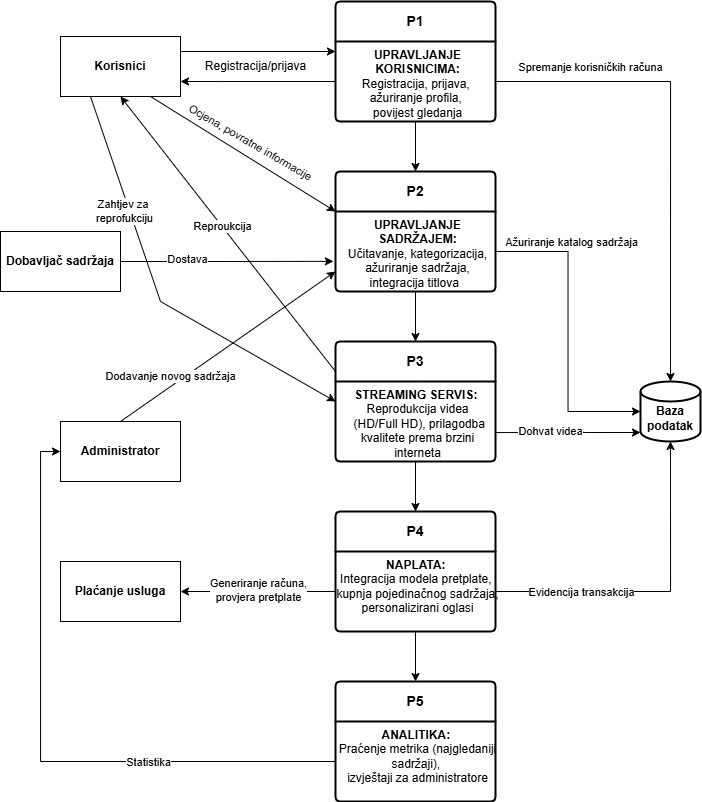 P1
Korisnici
Registracija/prijava
UPRAVLJANJE
KORISNICIMA:
Registracija, prijava,
ažuriranje profila,
povijest gledanja
Spremanje korisničkih računa
Ocjena, povratne informacije
P2
Zahtjev za
reprofukciju
Reproukcija
UPRAVLJANJE
SADRŽAJEM:
Učitavanje, kategorizacija,
ažuriranje sadržaja,
integracija titlova
Ažuriranje katalog sadržaja
Dobavljač sadržaja
Dostava
P3
Dodavanje novog sadržaja
STREAMING SERVIS:
Reprodukcija videa
(HD/Full HD), prilagodba
kvalitete prema brzini
interneta
Baza
podatak
Dohvat videa
Administrator
P4
NAPLATA:
Integracija modela pretplate,
kupnja pojedinačnog sadržaja,
personalizirani oglasi
Plaćanje usluga
Generiranje računa,
provjera pretplate
Evidencija transakcija
P5
ANALITIKA:
Praćenje metrika (najgledaniji
sadržaji),
izvještaji za administratore
Statistika